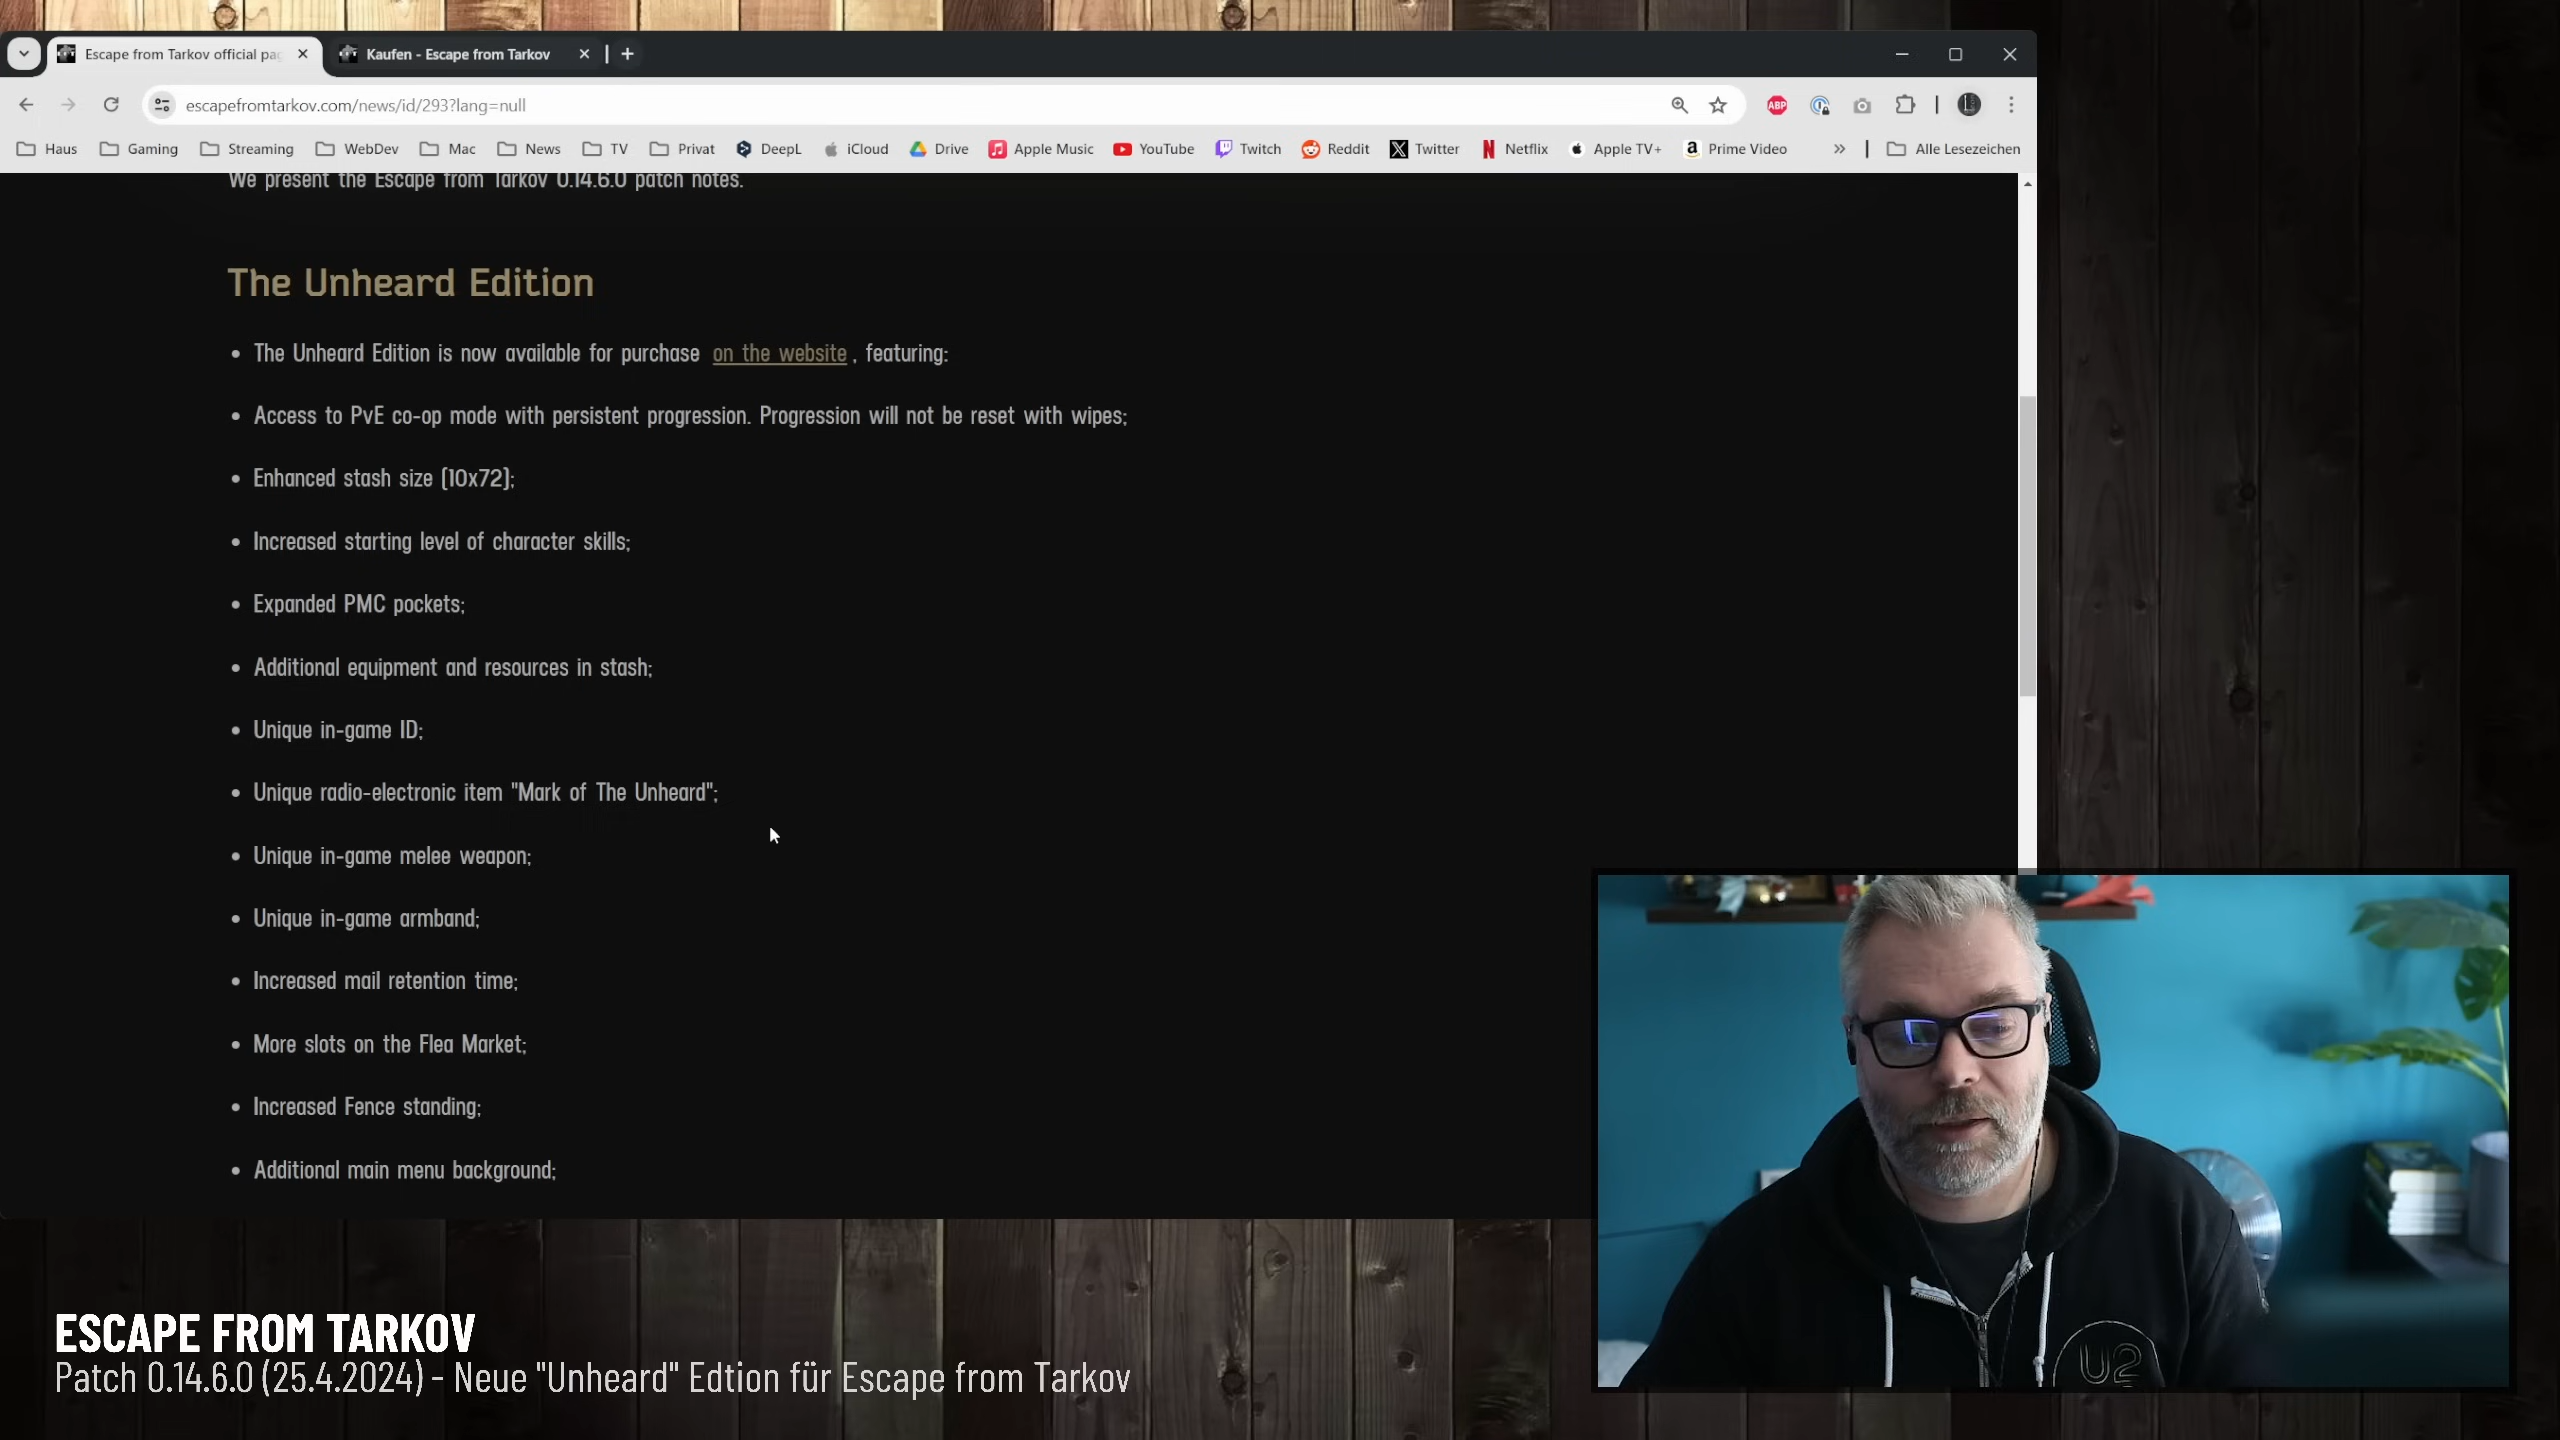 Escape from Tarkov official pag
Kaufen - Escape from Tarkov
escapefromtarkov.com/news/id/293?lang=null
ABP
Haus
Gaming
Streaming
WebDev
Mac
News
TV
Privat
DeepL
iCloud
Drive
Apple Music
YouTube
Twitch
Reddit
Twitter
Netflix
Apple TV+
Prime Video
Alle Lesezeichen
We present the Escape from Tarkov 0.14.6.0 patch notes.
The Unheard Edition
• The Unheard Edition is now available for purchase on the website , featuring:
• Access to PvE co-op mode with persistent progression. Progression will not be reset with wipes;
• Enhanced stash size (10x72);
• Increased starting level of character skills;
• Expanded PMC pockets;
• Additional equipment and resources in stash;
• Unique in-game ID;
• Unique radio-electronic item "Mark of The Unheard";
• Unique in-game melee weapon;
• Unique in-game armband;
• Increased mail retention time;
• More slots on the Flea Market;
• Increased Fence standing;
• Additional main menu background;
U2
ESCAPE FROM TARKOV
Patch 0.14.6.0 (25.4.2024) - Neue "Unheard" Edtion für Escape from Tarkov